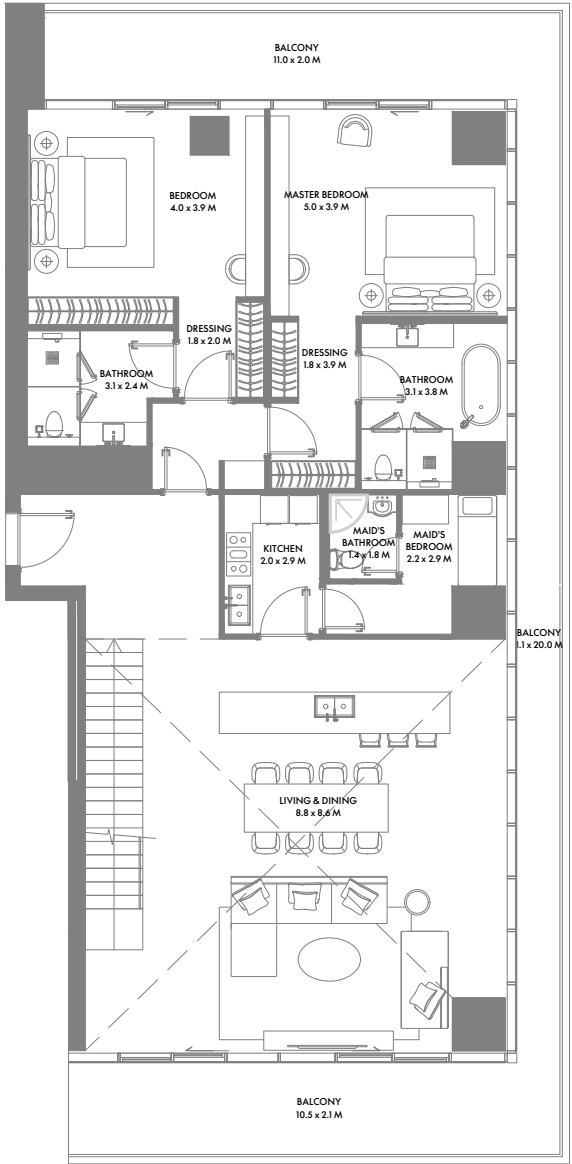 BALCONY
11.0 x 2.0 M
BEDROOM
4.0 x 3.9 M
MASTER BEDROOM
5.0 x 3.9 M
DRESSING
1.8 x 2.0 M
DRESSING
1.8 x 3.9 M
BATHROOM
3.1 x 2.4 M
BATHROOM
3.1 x 3.8 M
KITCHEN
2.0 x 2.9 M
MAID'S
BATHROOM
1.4 x 1.8 M
MAID'S
BEDROOM
2.2 x 2.9 M
BALCONY
1.1 x 20.0 M
LIVING & DINING
8.8 x 8.6 M
BALCONY
10.5 x 2.1 M